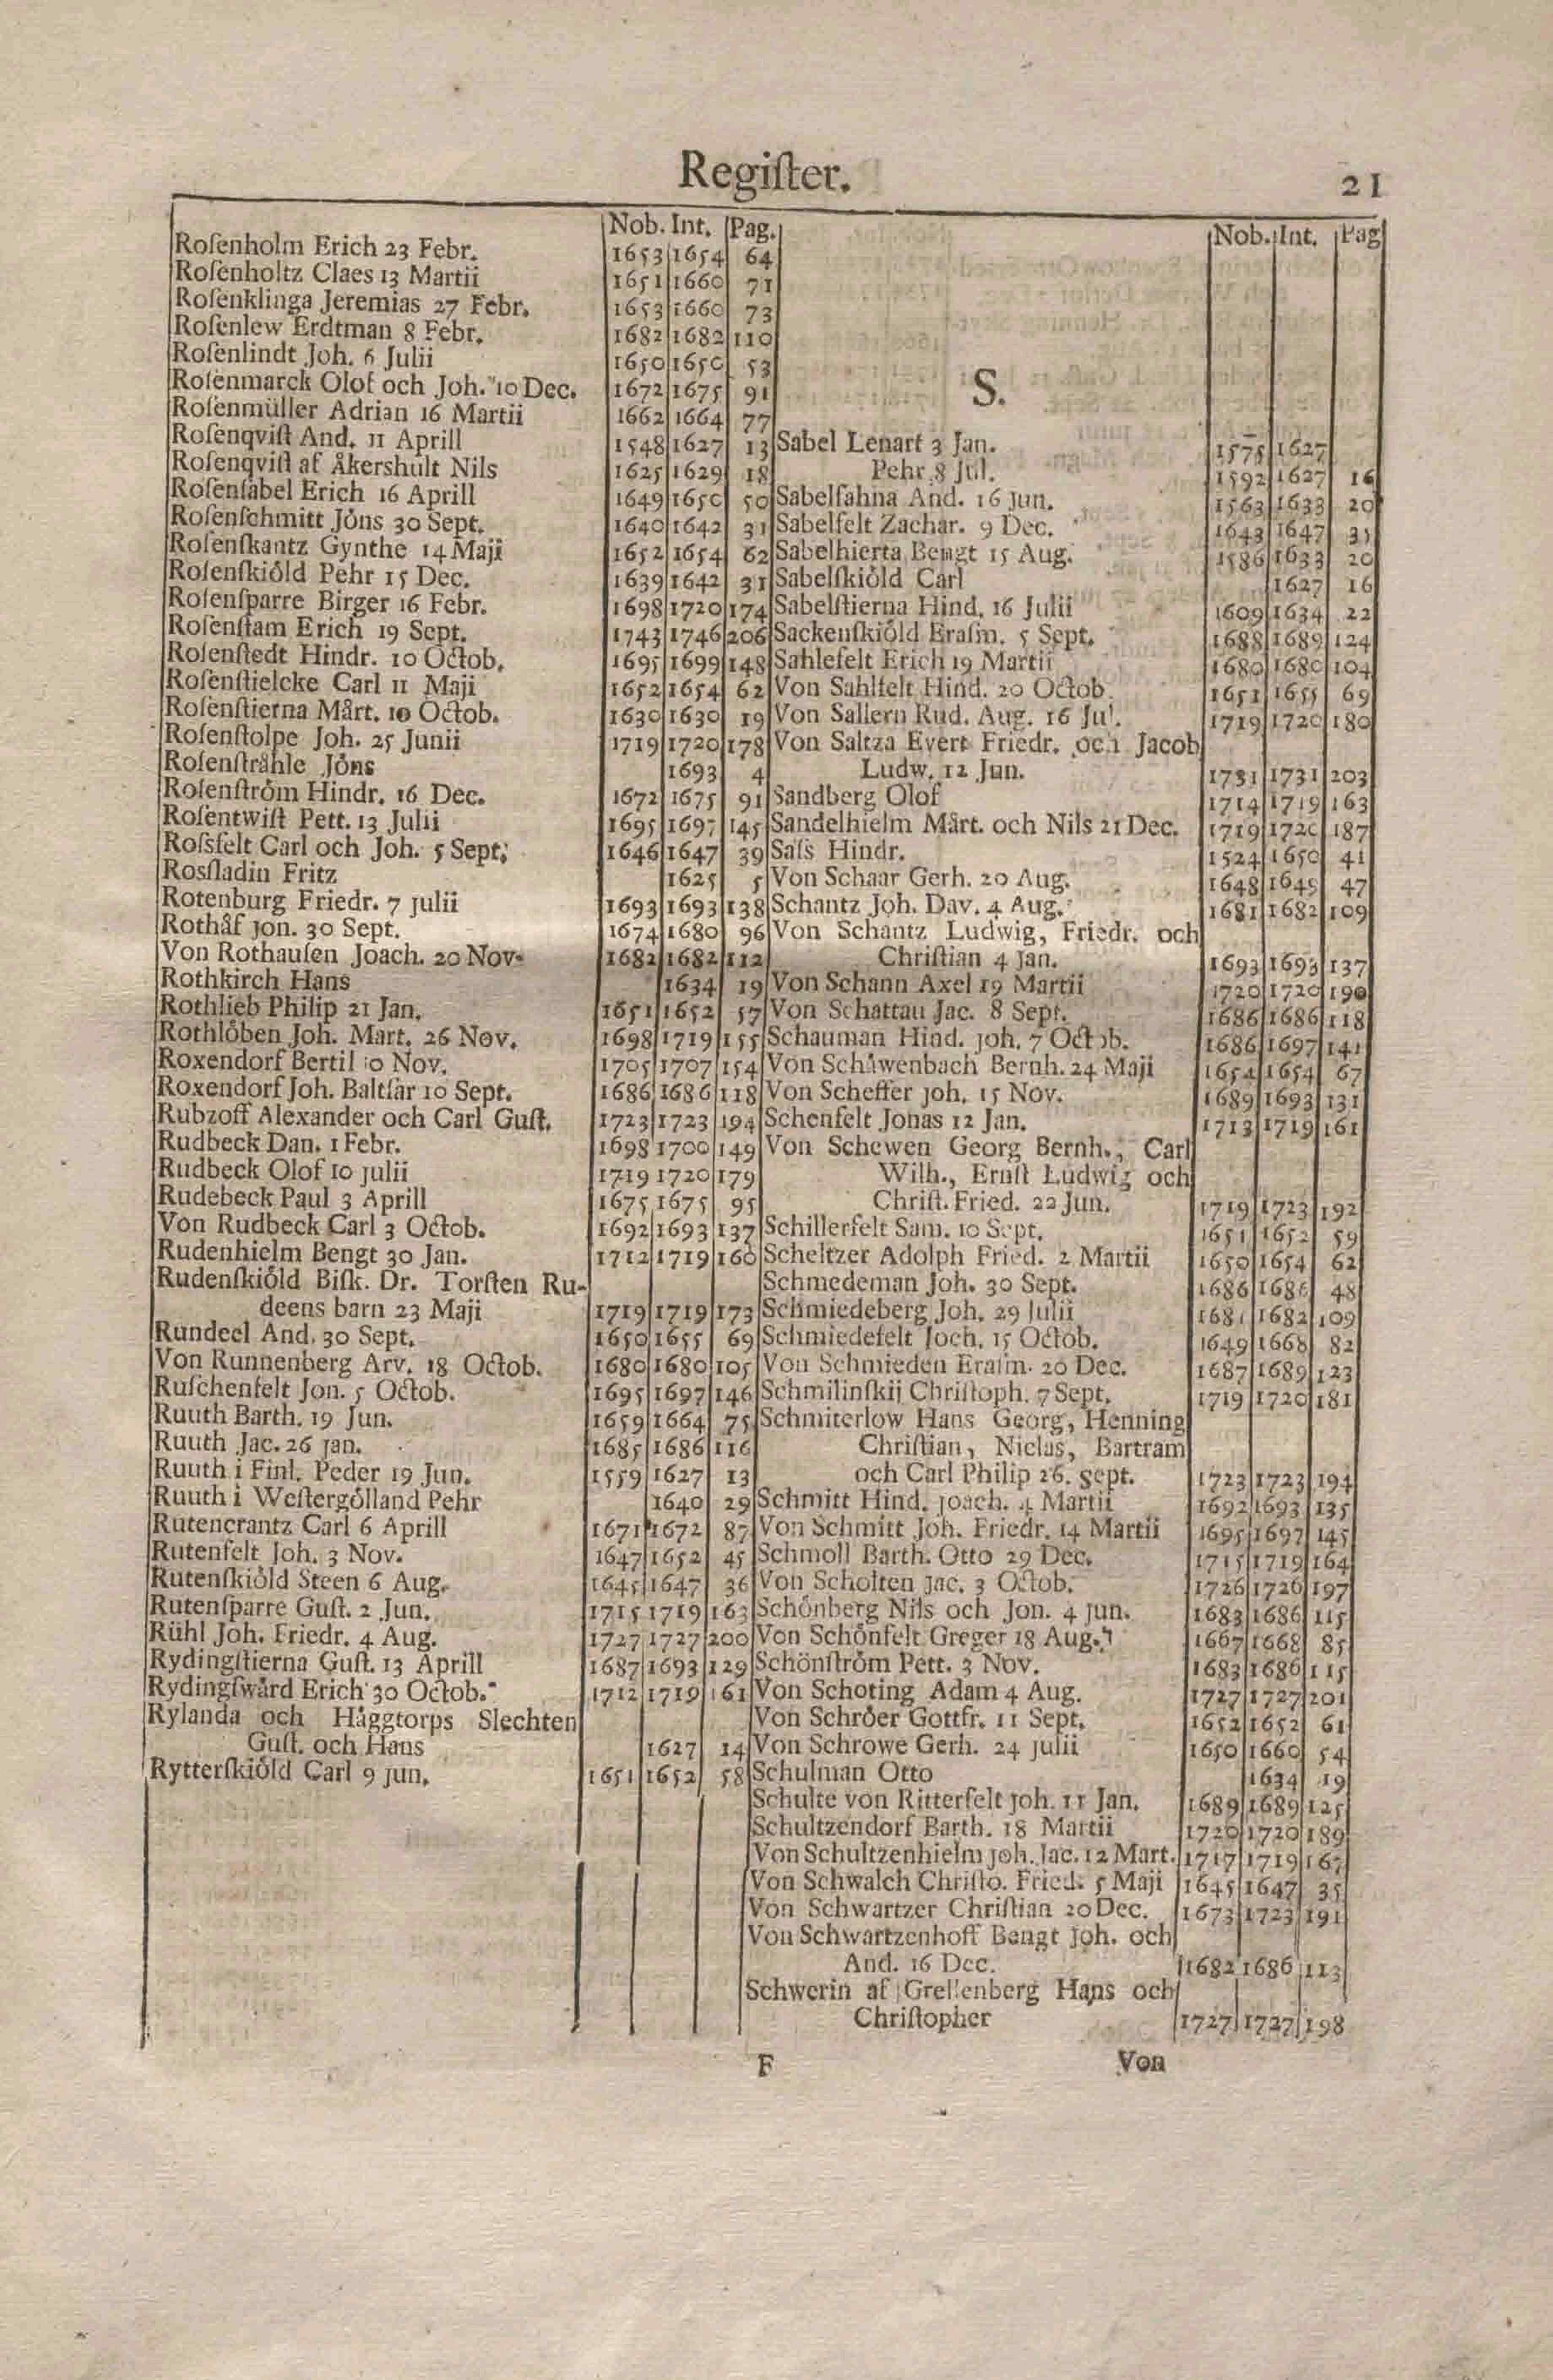 Regiſter.
21
Nob. Int. Pag.
Roſenholm Erich 23 Febr. 1653 1654 64
Roſenholtz Claes 13 Martii 1651 1660 71
Roſenklinga Jeremias 27 Febr. 1653 1660 73
Roſenlew Erdtman 8 Febr. 1682 1682 110
Roſenlindt Joh. 6 Julii 1650 1650 53
Roſenmarck Olof och Joh. 10 Dec. 1672 1675 91
Roſenmüller Adrian 16 Martii 1662 1664 77
Roſenqviſt And. 11 Aprill 1548 1627 13
Roſenqviſt af Åkershult Nils 1625 1629 18
Roſenſabel Erich 16 Aprill 1649 1650 50
Roſenſchmitt Jöns 30 Sept. 1640 1642 31
Roſenſkantz Gynthe 14 Maji 1652 1654 62
Roſenſkiöld Pehr 15 Dec. 1639 1642 31
Roſenſparre Birger 16 Febr. 1698 1720 174
Roſenſtam Erich 19 Sept. 1743 1746 206
Roſenſtedt Hindr. 10 Octob. 1695 1699 148
Roſenſtielcke Carl 11 Maji 1652 1654 62
Roſenſtierna Mårt. 10 Octob. 1630 1630 19
Roſenſtolpe Joh. 25 Junii 1719 1720 178
Roſenſtråhle Jöns 1693 4
Roſenſtröm Hindr. 16 Dec. 1672 1675 91
Roſentwiſt Pett. 13 Julii 1695 1697 145
Roſsfelt Carl och Joh. 5 Sept. 1646 1647 39
Rosſladin Fritz 1625 5
Rotenburg Friedr. 7 julii 1693 1693 138
Rothåf jon. 30 Sept. 1674 1680 96
Von Rothauſen Joach. 20 Nov. 1682 1682 112
Rothkirch Hans 1634 19
Rothlieb Philip 21 Jan. 1651 1652 57
Rothlöben Joh. Mart. 26 Nov. 1698 1719 155
Roxendorf Bertil 10 Nov. 1705 1707 154
Roxendorf Joh. Baltſar 10 Sept. 1686 1686 118
Rubzoff Alexander och Carl Guſt. 1723 1723 194
Rudbeck Dan. 1 Febr. 1698 1700 149
Rudbeck Olof 10 julii 1719 1720 179
Rudebeck Paul 3 Aprill 1675 1675 95
Von Rudbeck Carl 3 Octob. 1692 1693 137
Rudenhielm Bengt 30 Jan. 1712 1719 160
Rudenſkiöld Biſk. Dr. Torſten Ru-
deens barn 23 Maji 1719 1719 173
Rundeel And. 30 Sept. 1650 1655 69
Von Runnenberg Arv. 18 Octob. 1680 1680 105
Ruſchenfelt Jon. 5 Octob. 1695 1697 146
Ruuth Barth. 19 Jun. 1659 1664 75
Ruuth Jac. 26 jan. 1685 1686 116
Ruuth i Finl. Peder 19 Jun. 1559 1627 13
Ruuth i Weſtergölland Pehr 1640 29
Rutencrantz Carl 6 Aprill 1671 1672 87
Rutenfelt Joh. 3 Nov. 1647 1652 45
Rutenſkiöld Steen 6 Aug. 1645 1647 36
Rutenſparre Guſt. 2 Jun. 1715 1719 163
Rühl Joh. Friedr. 4 Aug. 1727 1727 200
Rydingſtierna Guſt. 13 Aprill 1687 1693 129
Rydingſwärd Erich 30 Octob. 1712 1719 161
Rylanda och Häggtorps Slechten
Guſt. och Hans 1627 14
Rytterſkiöld Carl 9 jun. 1651 1652 58
Nob. Int. Pag
S.
Sabel Lenart 3 Jan. 1575 1627
Pehr 8 Jul. 1592 1627 16
Sabelfahna And. 16 jun. 1563 1633 20
Sabelfelt Zachar. 9 Dec. 1643 1647 35
Sabelhierta Bengt 15 Aug. 1586 1633 20
Sabelſkiöld Carl 1627 16
Sabelſtierna Hind. 16 Julii 1609 1634 22
Sackenſkiöld Eraſm. 5 Sept. 1688 1689 124
Sahlefelt Erich 19 Martii 1680 1680 104
Von Sahlfelt Hind. 20 Octob. 1651 1655 69
Von Sallern Rud. Aug. 16 Jul. 1719 1720 180
Von Saltza Evert Friedr. och Jacob
Ludw. 12 Jun. 1731 1731 203
Sandberg Olof 1714 1719 163
Sandelhielm Mårt. och Nils 21 Dec. 1719 1720 187
Saſs Hindr. 1524 1650 41
Von Schaar Gerh. 20 Aug. 1648 1649 47
Schantz Joh. Dav. 4 Aug. 1681 1682 109
Von Schantz Ludwig, Friedr. och
Chriſtian 4 Jan. 1693 1693 137
Von Schann Axel 19 Martii 1720 1720 190
Von Schattau Jac. 8 Sept. 1686 1686 118
Schauman Hind. joh. 7 Octob. 1686 1697 141
Von Schäwenbach Bernh. 24 Maji 1654 1654 67
Von Scheffer joh. 15 Nov. 1689 1693 131
Schenfelt Jonas 12 Jan. 1713 1719 161
Von Schewen Georg Bernh., Carl
Wilh., Ernſt Ludwig och
Chriſt. Fried. 22 Jun. 1719 1723 192
Schillerfelt Sam. 10 Sept. 1651 1652 59
Scheltzer Adolph Fried. 2 Martii 1650 1654 62
Schmedeman Joh. 30 Sept. 1686 1686 48
Schmiedeberg Joh. 29 Julii 1681 1682 109
Schmiedefelt Joch. 15 Octob. 1649 1668 82
Von Schmieden Eraſm. 20 Dec. 1687 1689 123
Schmilinſkij Chriſtoph. 7 Sept. 1719 1720 181
Schmiterlow Hans Georg, Henning
Chriſtian, Niclas, Bartram
och Carl Philip 26. sept. 1723 1723 194
Schmitt Hind. joach. 4 Martii 1692 1693 135
Von Schmitt Joh. Friedr. 14 Martii 1695 1697 145
Schmoll Barth. Otto 29 Dec. 1715 1719 164
Von Scholten jac. 3 Octob. 1726 1726 197
Schönberg Nils och Jon. 4 jun. 1683 1686 115
Von Schönfelt Greger 18 Aug. 1667 1668 85
Schönſtröm Pett. 3 Nov. 1683 1686 115
Von Schoting Adam 4 Aug. 1727 1727 201
Von Schröer Gottfr. 11 Sept. 1652 1652 61
Von Schrowe Gerh. 24 julii 1650 1660 54
Schulman Otto 1634 19
Schulte von Ritterfelt joh. 11 Jan. 1689 1689 125
Schultzendorf Barth. 18 Martii 1720 1720 189
Von Schultzenhielm joh. Jac. 12 Mart. 1717 1719 167
Von Schwalch Chriſto. Fried. 5 Maji 1645 1647 35
Von Schwartzer Chriſtian 20 Dec. 1673 1723 191
Von Schwartzenhoff Bengt Joh. och
And. 16 Dec. 1682 1686 113
Schwerin af Grellenberg Hans och
Chriſtopher 1727 1727 198
F
Von